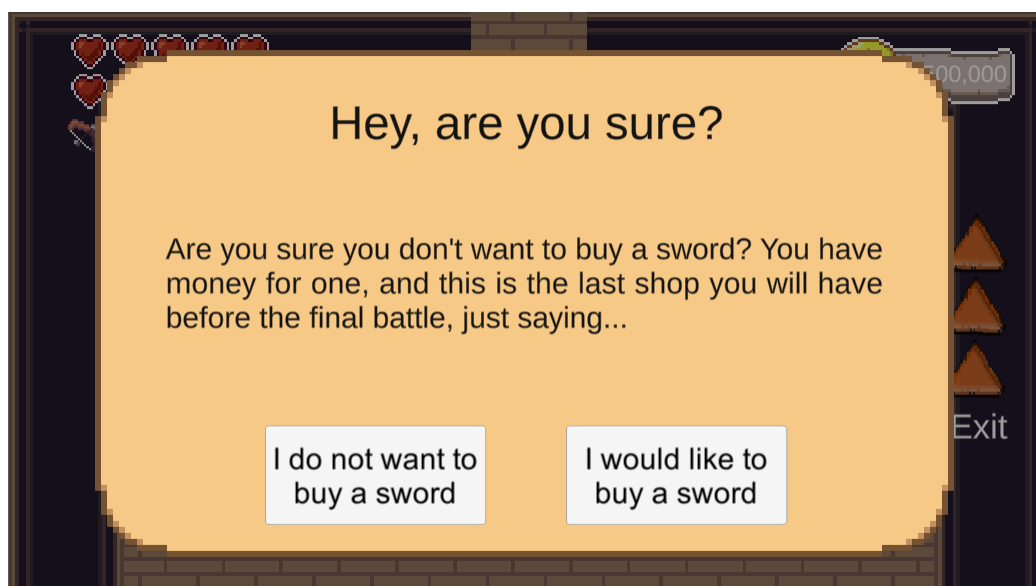 500,000
Hey, are you sure?
Are you sure you don't want to buy a sword? You have
money for one, and this is the last shop you will have
before the final battle, just saying...
Exit
I do not want to
buy a sword
I would like to
buy a sword